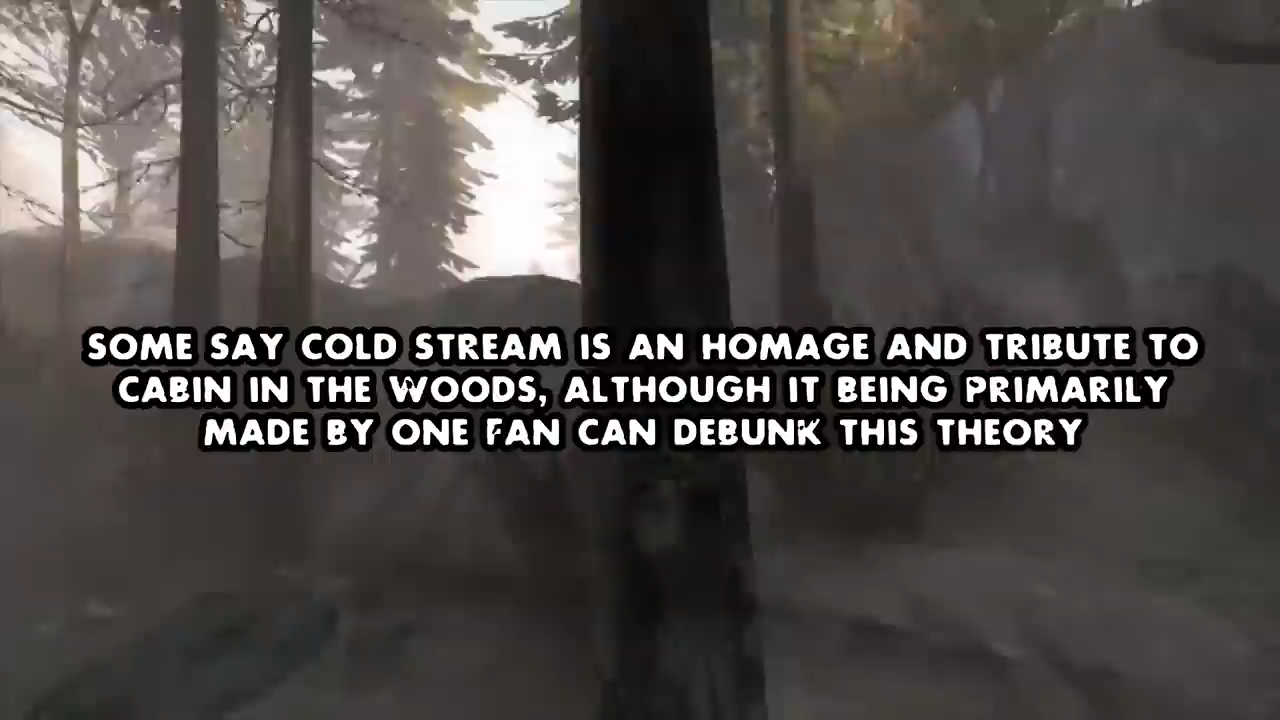 SOME SAY COLD STREAM IS AN HOMAGE AND TRIBUTE TO
CABIN IN THE WOODS, ALTHOUGH IT BEING PRIMARILY
MADE BY ONE FAN CAN DEBUNK THIS THEORY